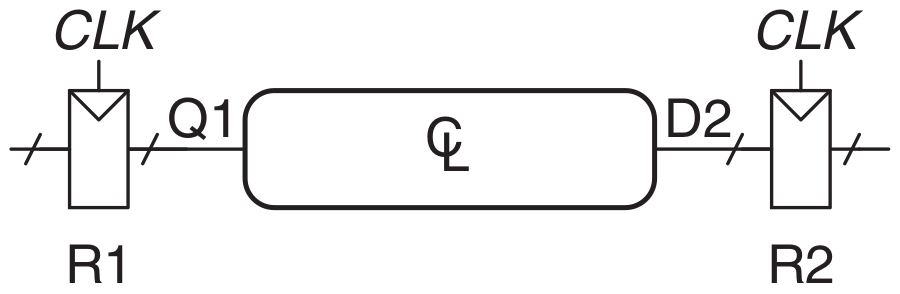 CLK CLK
Q1 CL D2
R1 R2